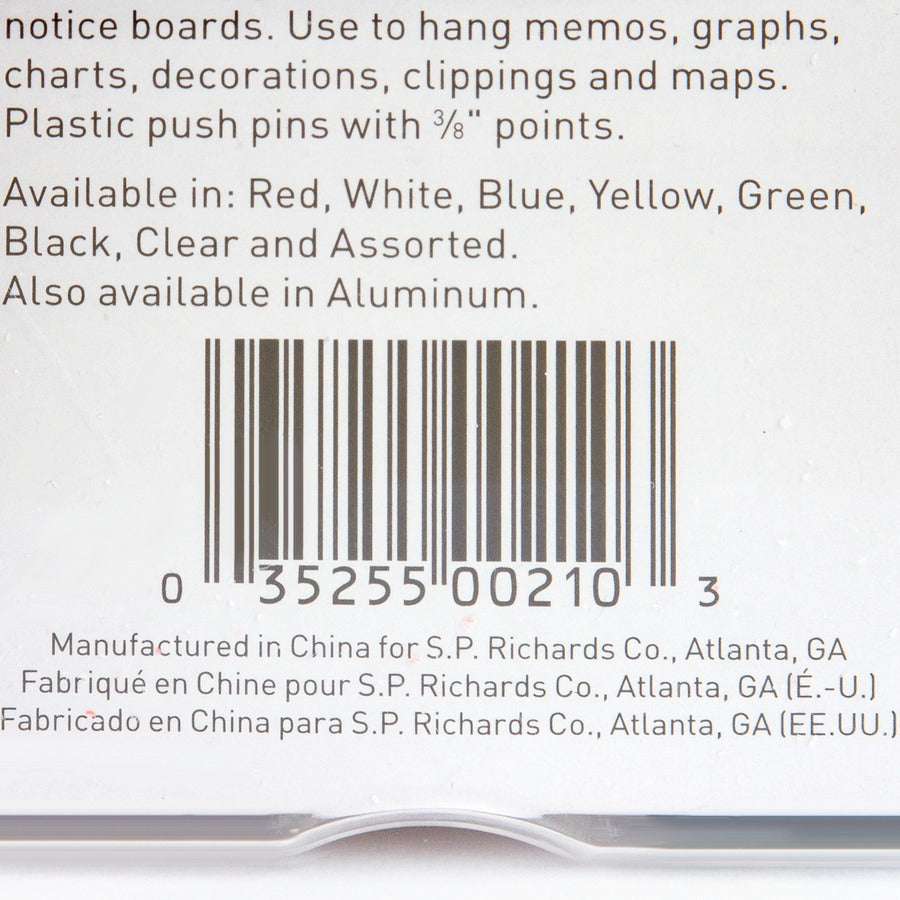 notice boards. Use to hang memos, graphs,
charts, decorations, clippings and maps.
Plastic push pins with ⅜" points.
Available in: Red, White, Blue, Yellow, Green,
Black, Clear and Assorted.
Also available in Aluminum.
0 35255 00210 3
Manufactured in China for S.P. Richards Co., Atlanta, GA
Fabriqué en Chine pour S.P. Richards Co., Atlanta, GA (É.-U.)
Fabricado en China para S.P. Richards Co., Atlanta, GA (EE.UU.)